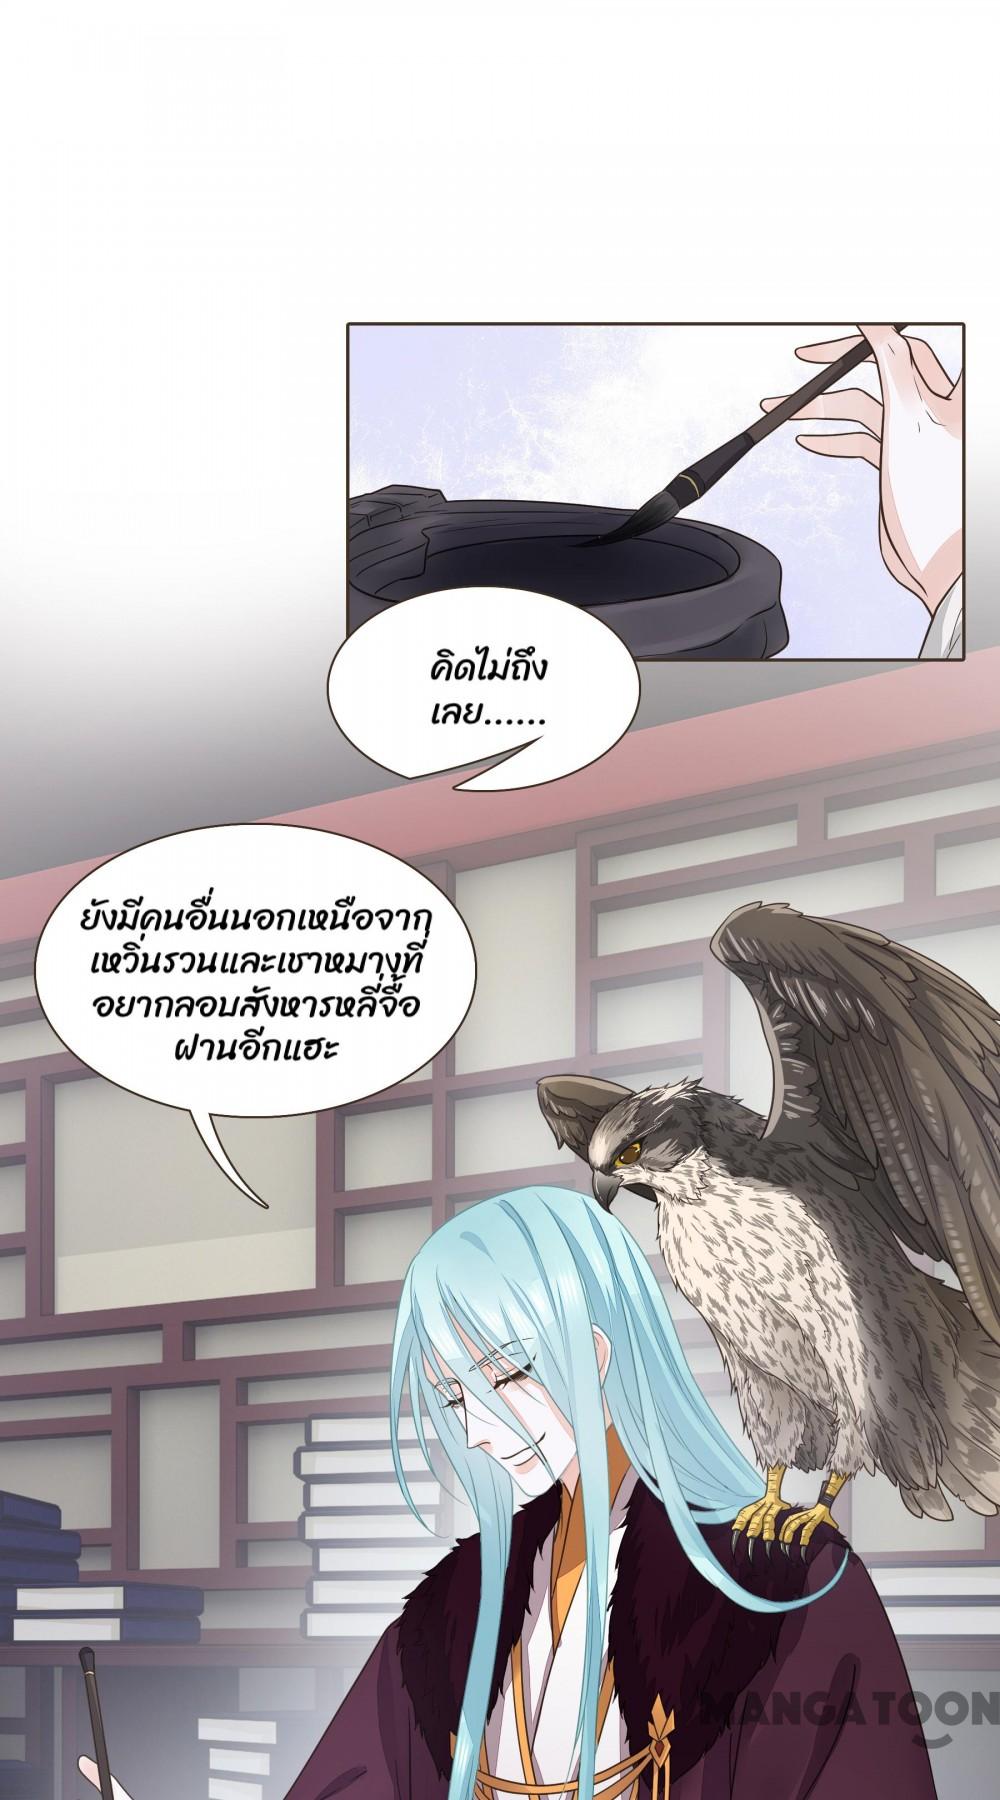 คิดไม่ถึง
เลย......
ยังมีคนอื่นนอกเหนือจาก
เหวิ่นรวนและเชาหมางที่
อยากลอบสังหารหลี่จื้อ
ฝานอีกแฮะ
MANGATOON